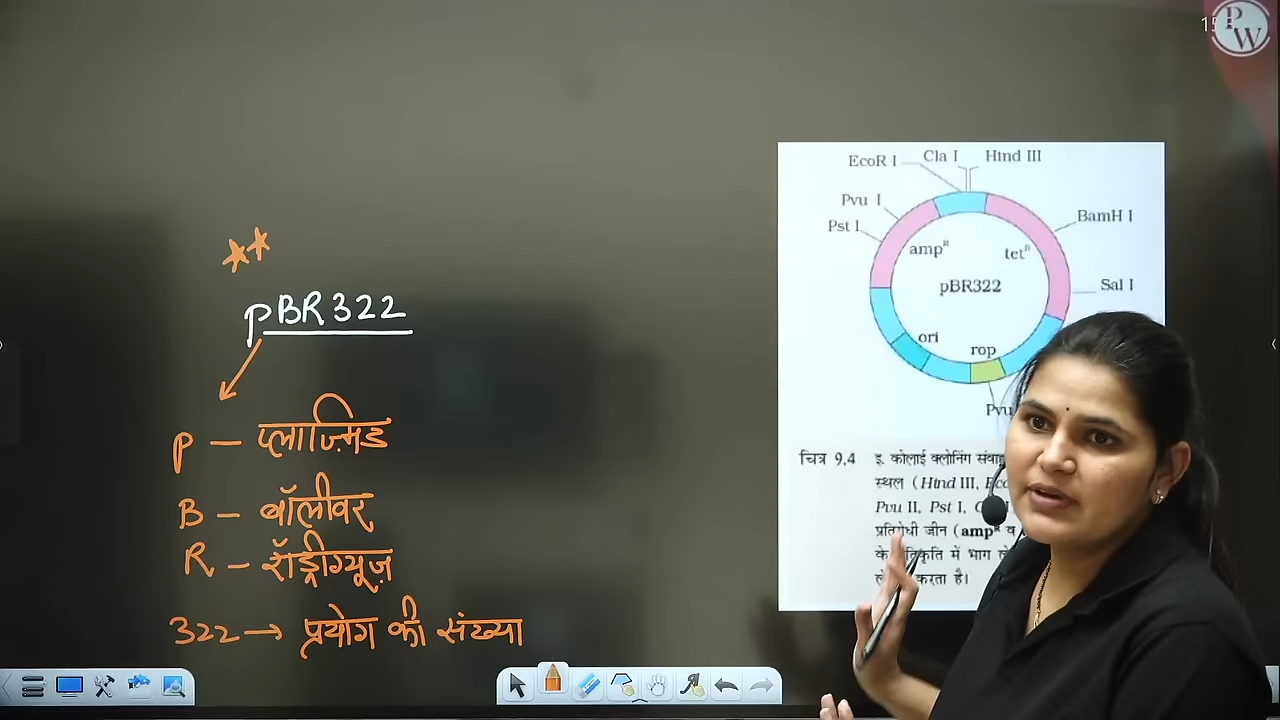 PW
EcoR I
Cla I
Hind III
Pvu I
Pst I
BamH I
Sal I
amp^R
tet^R
pBR322
ori
rop
pBR322
P – प्लाज़्मिड
B – बॉलीवर
R – रॉड्रीग्यूज़
322 → प्रयोग की संख्या
चित्र 9.4 इ. कोलाई क्लोनिंग
स्थल (Hind III,
Pvu II, Pst I,
प्रतिरोधी जीन (amp^R व
में भाग
करता है।